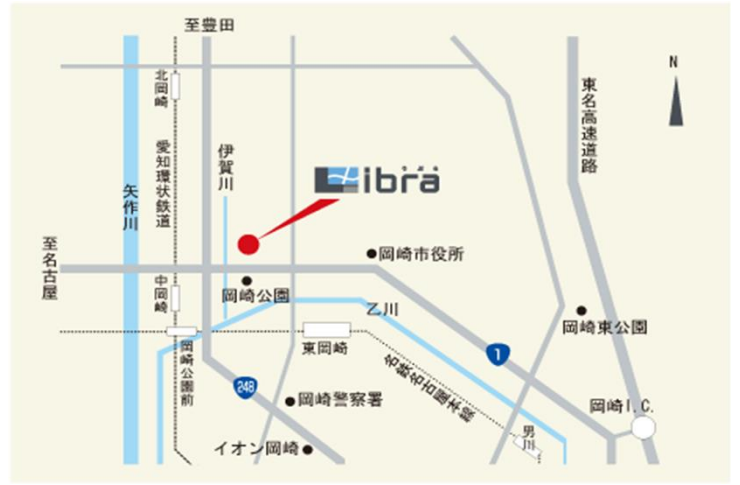 至豊田
N
北岡崎
東名高速道路
愛知環状鉄道
伊賀川
矢作川
Libra
至名古屋
岡崎市役所
中岡崎
岡崎公園
乙川
岡崎東公園
岡崎公園前
東岡崎
1
名鉄名古屋本線
248
岡崎警察署
岡崎I.C.
男川
イオン岡崎